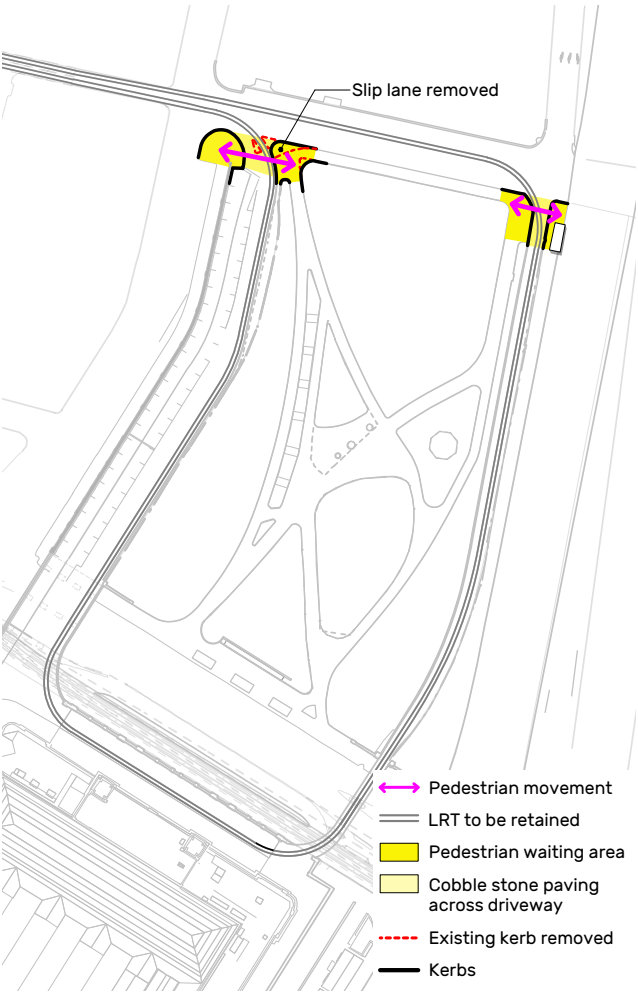 Slip lane removed
Pedestrian movement
LRT to be retained
Pedestrian waiting area
Cobble stone paving
across driveway
Existing kerb removed
Kerbs